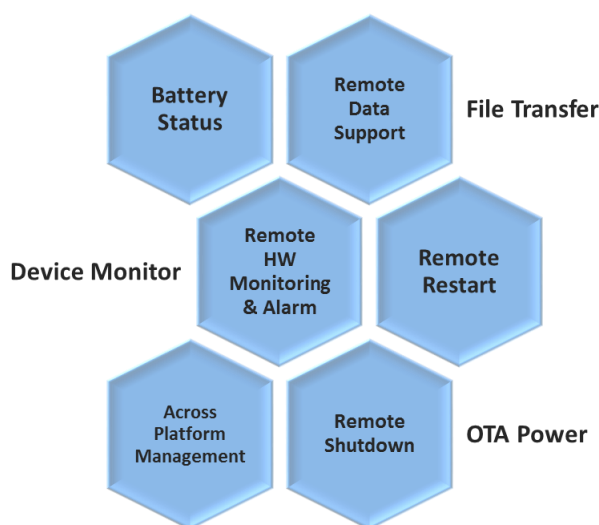 Battery
Status
Remote
Data
Support
File Transfer
Device Monitor
Remote
HW
Monitoring
& Alarm
Remote
Restart
Across
Platform
Management
Remote
Shutdown
OTA Power